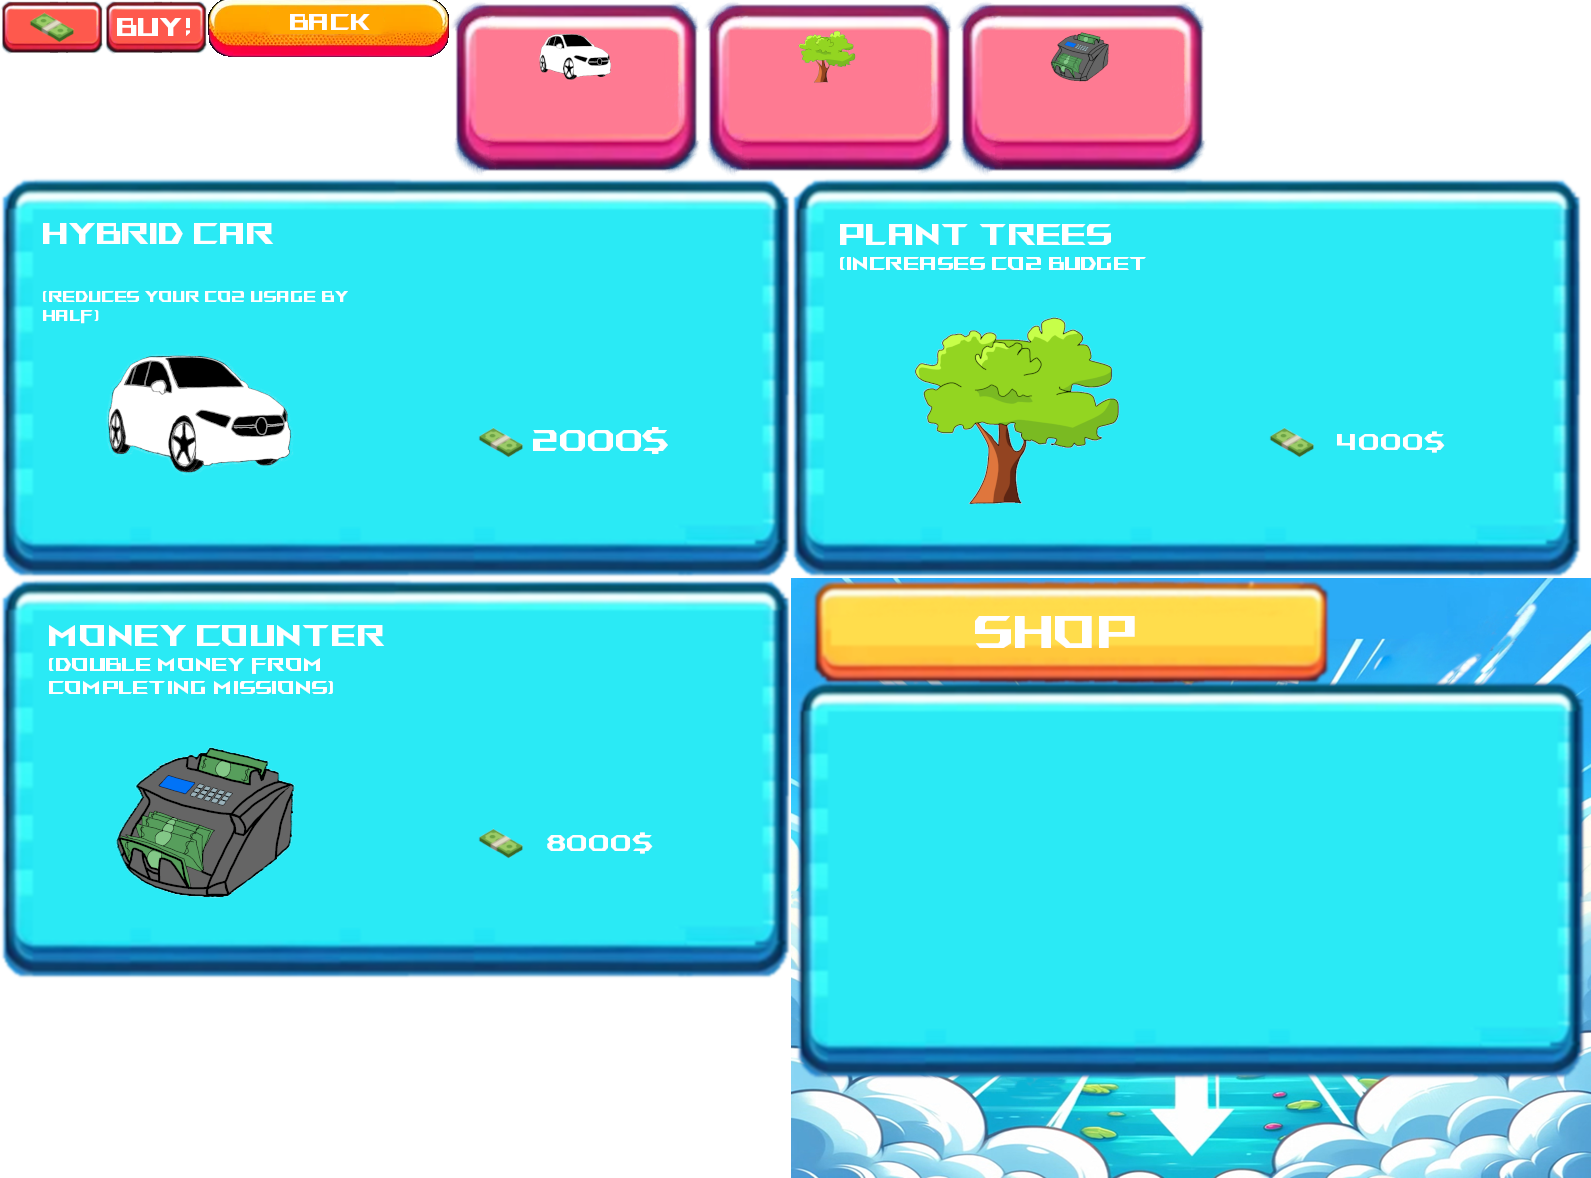 BUY!
BACK
HYBRID CAR
(REDUCES YOUR CO2 USAGE BY
HALF)
2000$
PLANT TREES
(INCREASES CO2 BUDGET
4000$
MONEY COUNTER
(DOUBLE MONEY FROM
COMPLETING MISSIONS)
8000$
SHOP